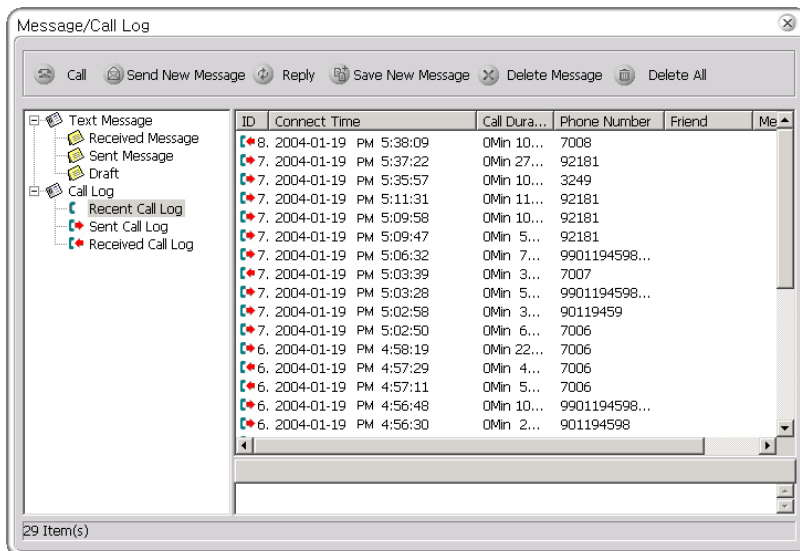 Message/Call Log
Call Send New Message Reply Save New Message Delete Message Delete All
Text Message
Received Message
Sent Message
Draft
Call Log
Recent Call Log
Sent Call Log
Received Call Log
ID Connect Time Call Dura... Phone Number Friend Me
8. 2004-01-19 PM 5:38:09 0Min 10... 7008
7. 2004-01-19 PM 5:37:22 0Min 27... 92181
7. 2004-01-19 PM 5:35:57 0Min 10... 3249
7. 2004-01-19 PM 5:11:31 0Min 11... 92181
7. 2004-01-19 PM 5:09:58 0Min 10... 92181
7. 2004-01-19 PM 5:09:47 0Min 5... 92181
7. 2004-01-19 PM 5:06:32 0Min 7... 9901194598...
7. 2004-01-19 PM 5:03:39 0Min 3... 7007
7. 2004-01-19 PM 5:03:28 0Min 5... 9901194598...
7. 2004-01-19 PM 5:02:58 0Min 3... 90119459
7. 2004-01-19 PM 5:02:50 0Min 6... 7006
6. 2004-01-19 PM 4:58:19 0Min 22... 7006
6. 2004-01-19 PM 4:57:29 0Min 4... 7006
6. 2004-01-19 PM 4:57:11 0Min 5... 7006
6. 2004-01-19 PM 4:56:48 0Min 10... 9901194598...
6. 2004-01-19 PM 4:56:30 0Min 2... 901194598
29 Item(s)